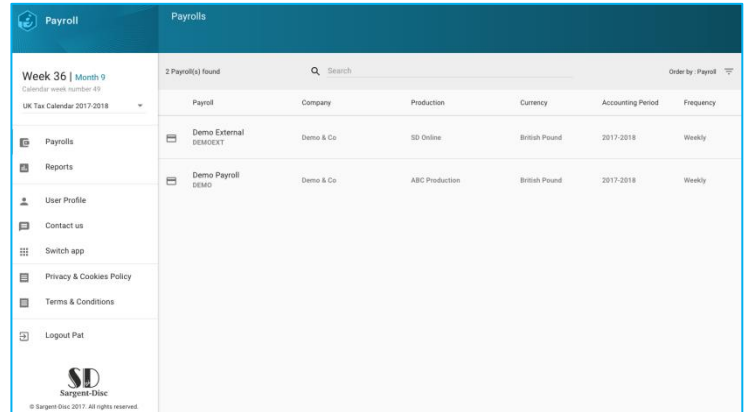 Payroll
Payrolls
Week 36 | Month 9
Calendar week number 49
UK Tax Calendar 2017-2018
Payrolls
Reports
User Profile
Contact us
Switch app
Privacy & Cookies Policy
Terms & Conditions
Logout Pat
SD
Sargent-Disc
© Sargent-Disc 2017. All rights reserved.
2 Payroll(s) found Search Order by : Payroll
Payroll Company Production Currency Accounting Period Frequency
Demo External Demo & Co SD Online British Pound 2017-2018 Weekly
DEMOEXT
Demo Payroll Demo & Co ABC Production British Pound 2017-2018 Weekly
DEMO